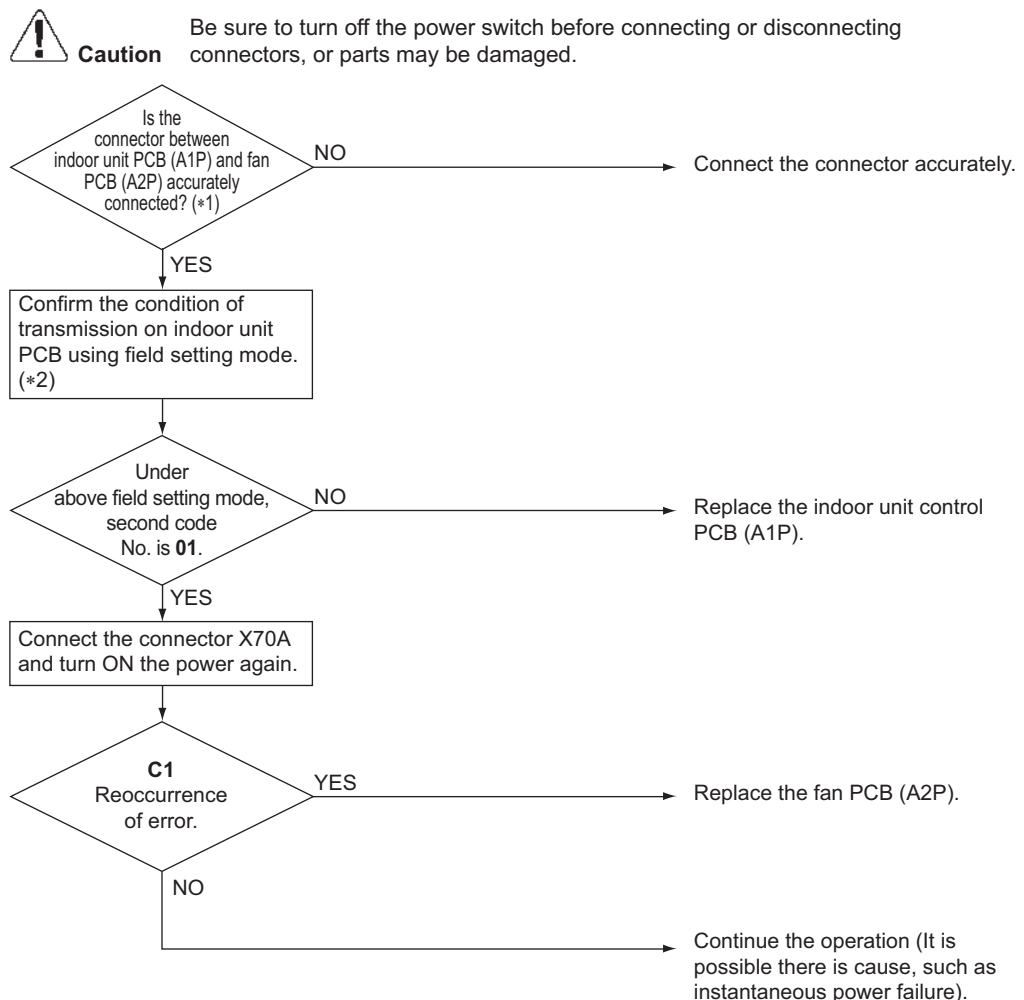 Be sure to turn off the power switch before connecting or disconnecting
Caution connectors, or parts may be damaged.
Is the
connector between
indoor unit PCB (A1P) and fan
PCB (A2P) accurately
connected? (*1)
NO
Connect the connector accurately.
YES
Confirm the condition of
transmission on indoor unit
PCB using field setting mode.
(*2)
Under
above field setting mode,
second code
No. is 01.
NO
Replace the indoor unit control
PCB (A1P).
YES
Connect the connector X70A
and turn ON the power again.
C1
Reoccurrence
of error.
YES
Replace the fan PCB (A2P).
NO
Continue the operation (It is
possible there is cause, such as
instantaneous power failure).